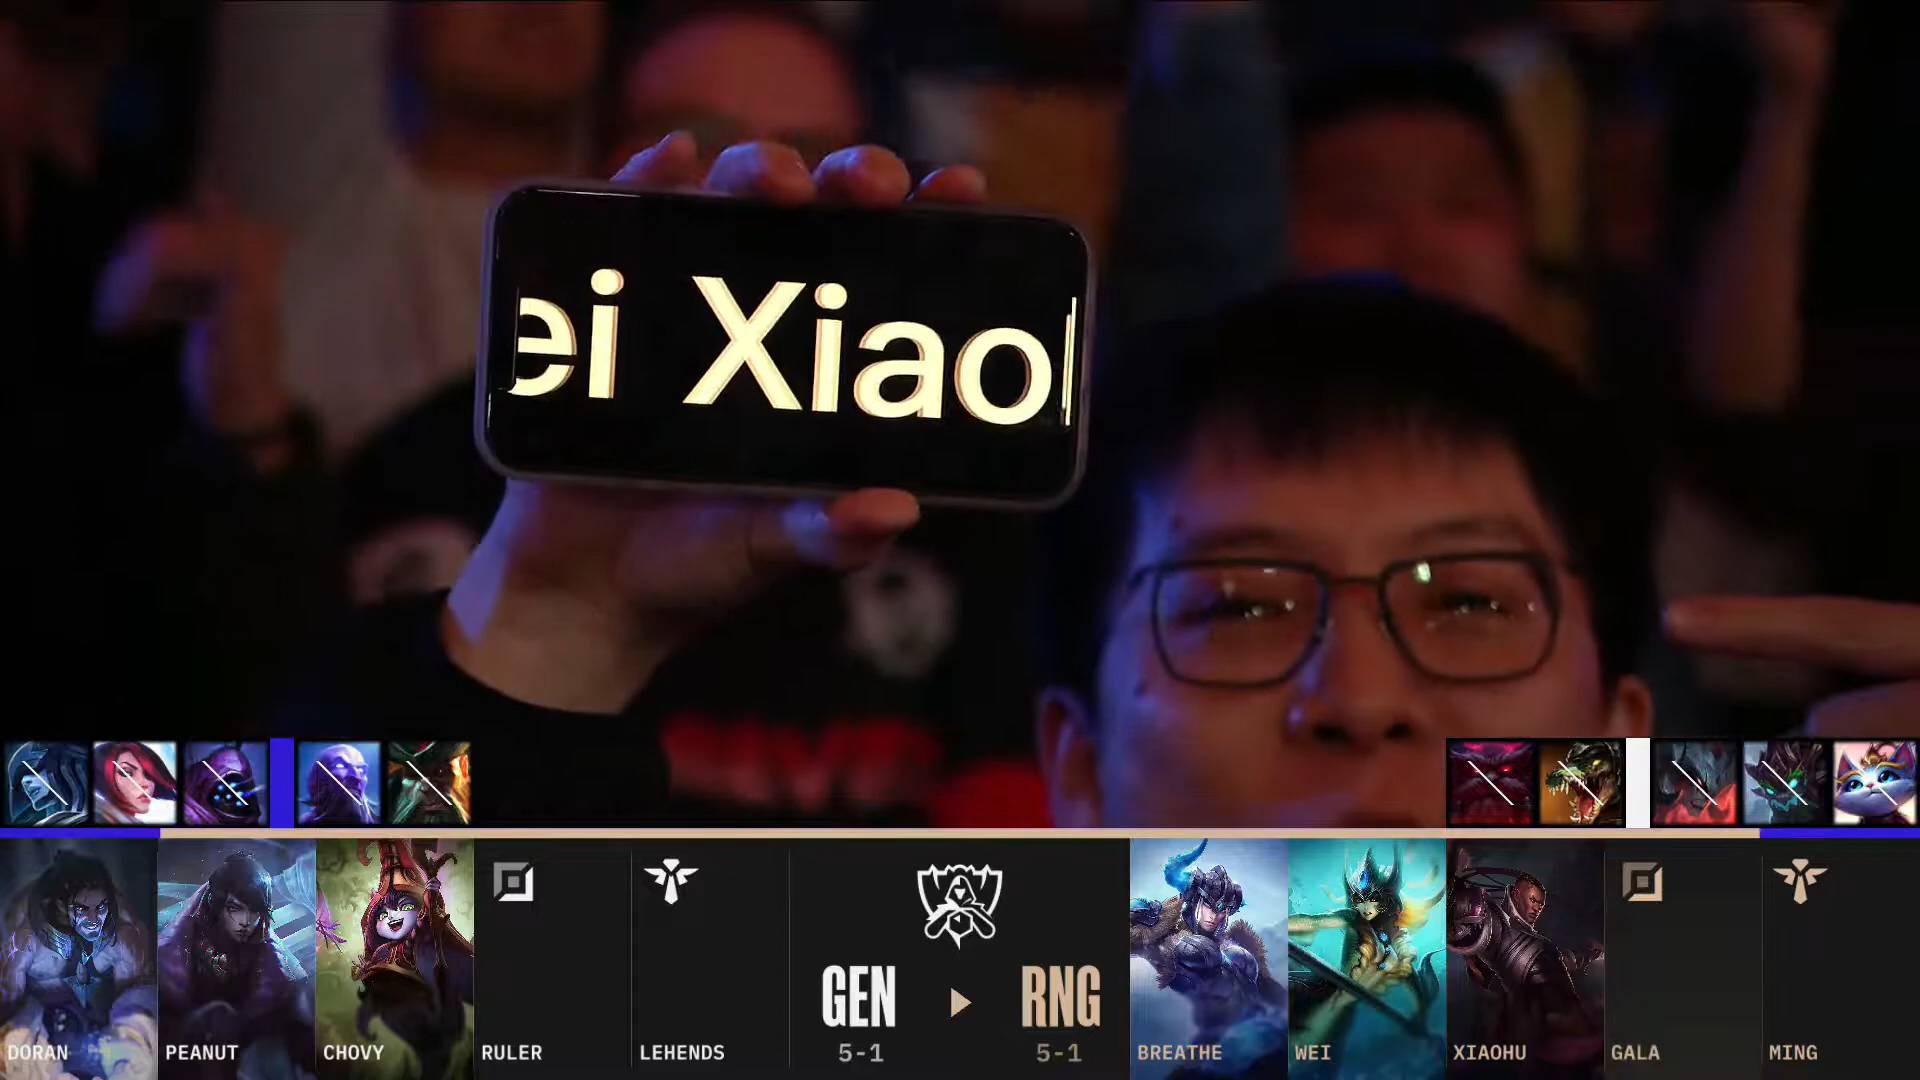 ei Xiao
DORAN
PEANUT
CHOVY
RULER
LEHENDS
GEN
5-1
RNG
5-1
BREATHE
WEI
XIAOHU
GALA
MING